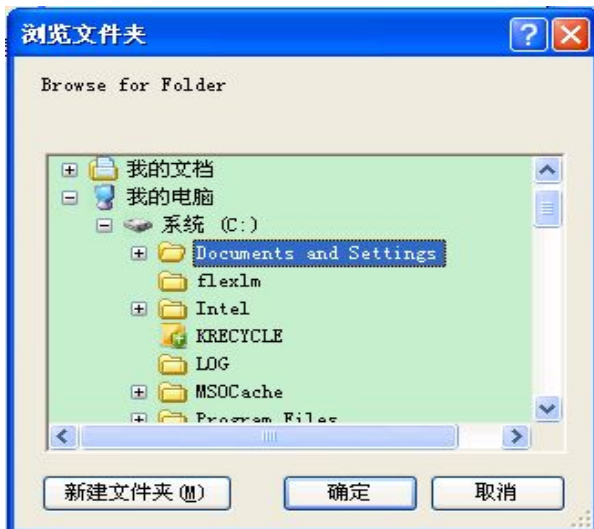 浏览文件夹
Browse for Folder
我的文档
我的电脑
系统 (C:)
Documents and Settings
flexlm
Intel
KRECYCLE
LOG
MSOCache
Program Files
新建文件夹(M) 确定 取消